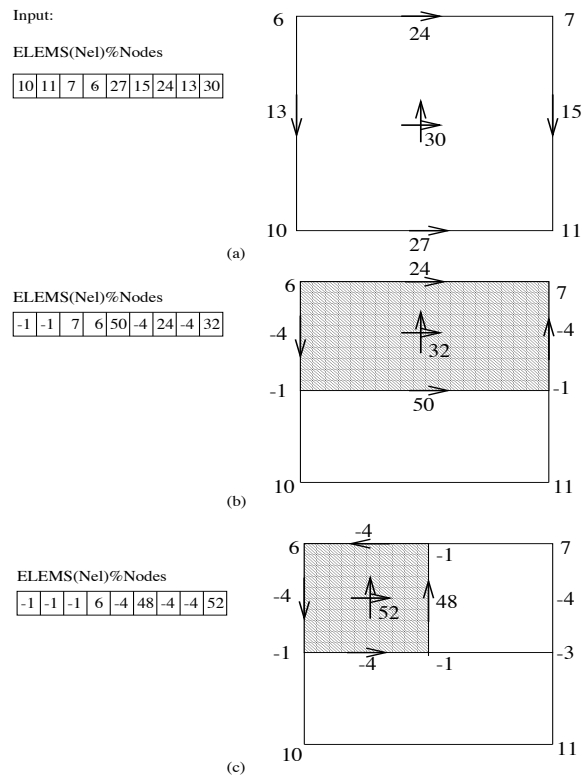 Input:
ELEMS(Nel)%Nodes
10 11 7 6 27 15 24 13 30
6 24 7
13 30 15
10 27 11
(a)
ELEMS(Nel)%Nodes
-1 -1 7 6 50 -4 24 -4 32
6 24 7
-4 32 -4
-1 50 -1
10 11
(b)
ELEMS(Nel)%Nodes
-1 -1 -1 6 -4 48 -4 -4 52
6 -4 -1 7
-4 52 48 -4
-1 -4 -1 -3
10 11
(c)